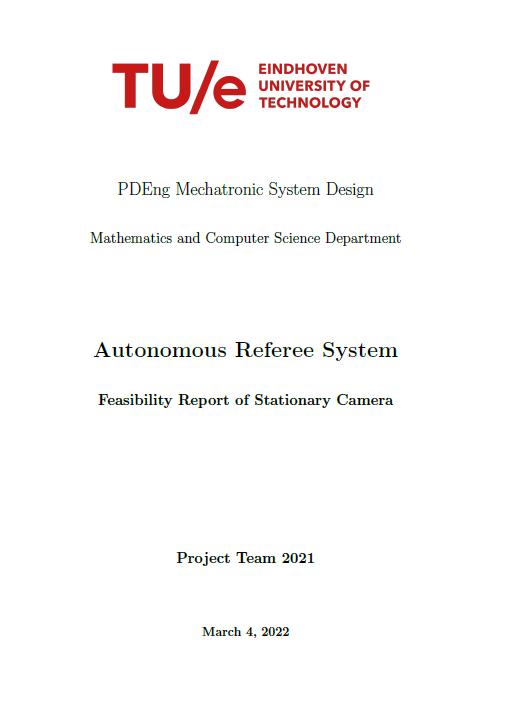 TU/e EINDHOVEN
UNIVERSITY OF
TECHNOLOGY
PDEng Mechatronic System Design
Mathematics and Computer Science Department
Autonomous Referee System
Feasibility Report of Stationary Camera
Project Team 2021
March 4, 2022